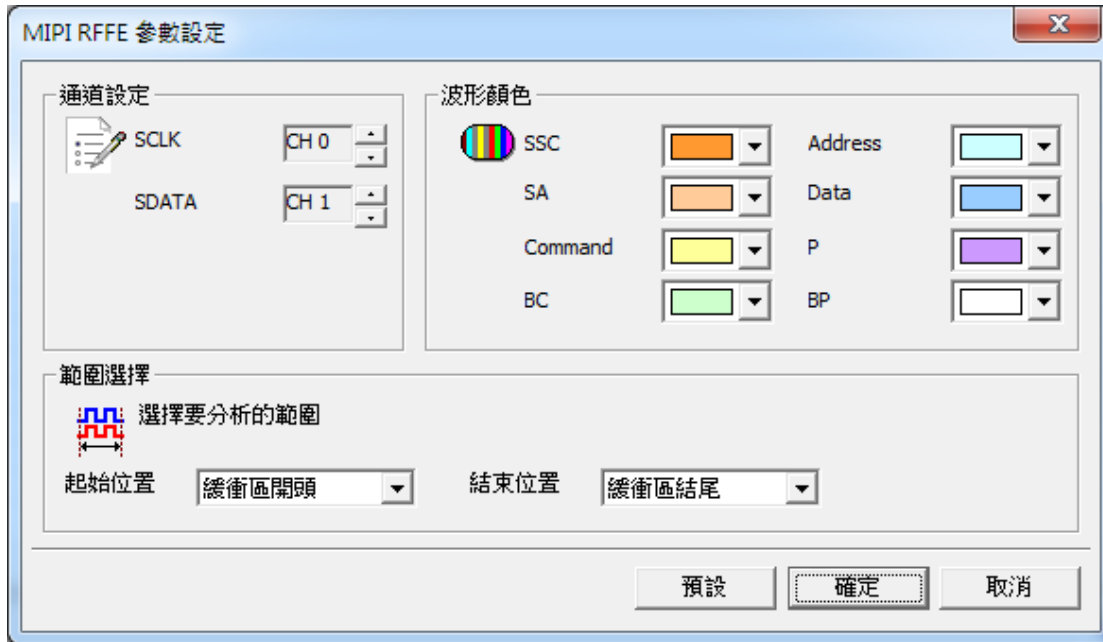 MIPI RFFE 參數設定
通道設定
SCLK CH 0
SDATA CH 1
波形顏色
SSC Address
SA Data
Command P
BC BP
範圍選擇
選擇要分析的範圍
起始位置 緩衝區開頭 結束位置 緩衝區結尾
預設 確定 取消